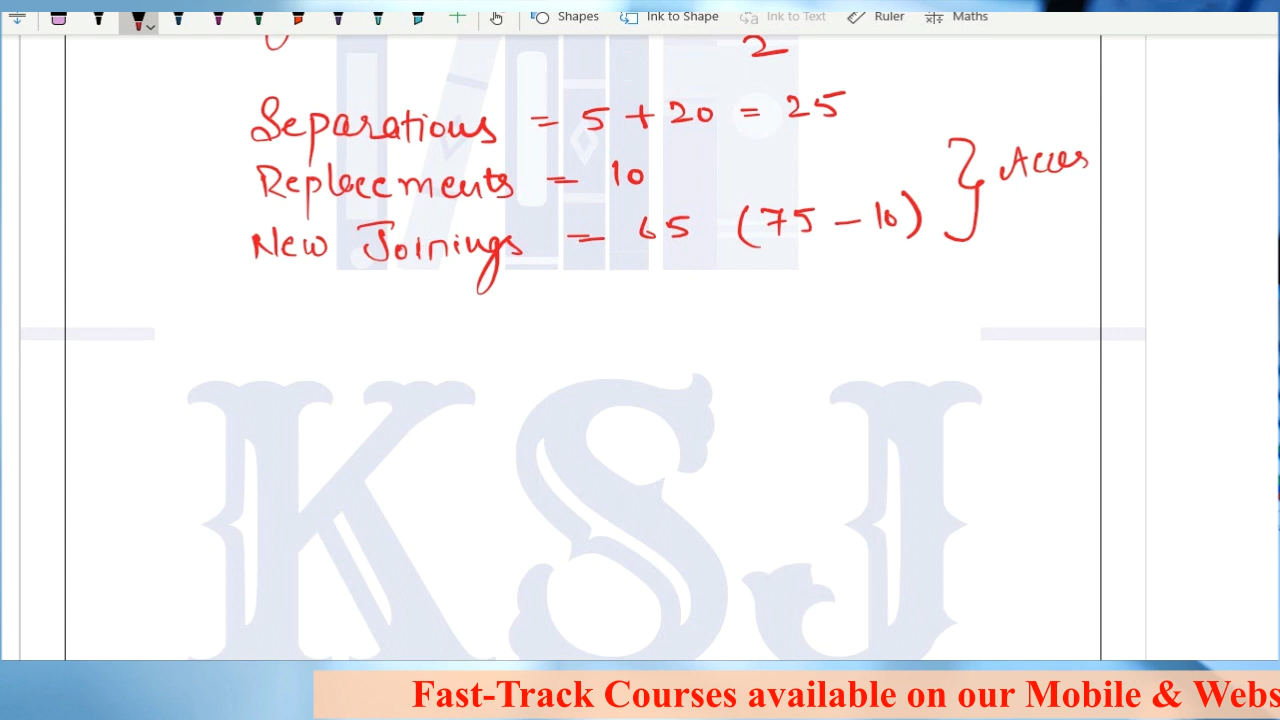 Shapes Ink to Shape Ink to Text Ruler Maths
2
Separations = 5 + 20 = 25
Replacements = 10
New Joinings = 65 (75 - 10) } Acces
KSJ
Fast-Track Courses available on our Mobile & Webs